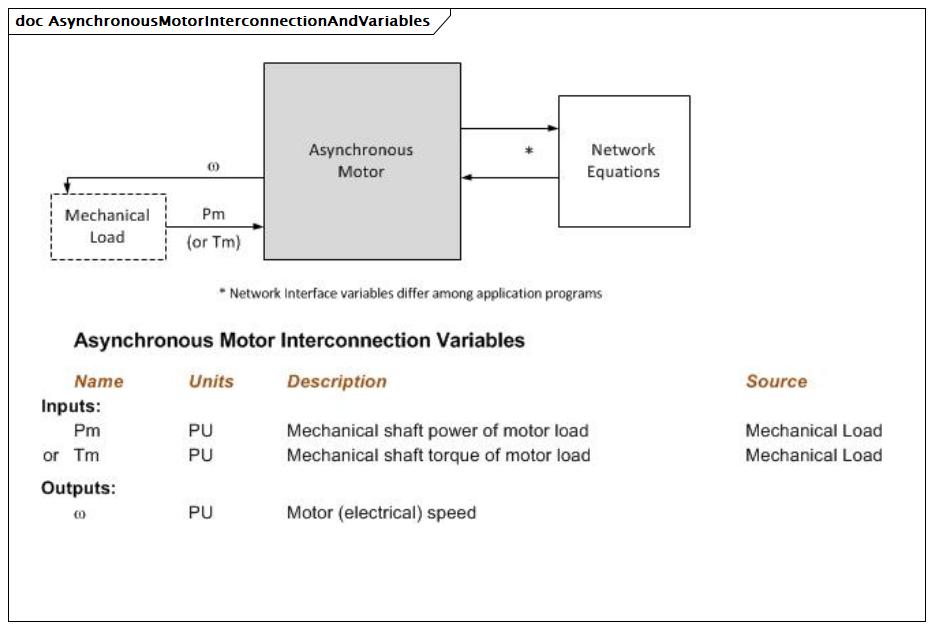 doc AsynchronousMotorInterconnectionAndVariables
Asynchronous
Motor
Network
Equations
*
ω
Mechanical
Load
Pm
(or Tm)
* Network Interface variables differ among application programs
Asynchronous Motor Interconnection Variables
Name Units Description Source
Inputs:
Pm PU Mechanical shaft power of motor load Mechanical Load
or Tm PU Mechanical shaft torque of motor load Mechanical Load
Outputs:
ω PU Motor (electrical) speed